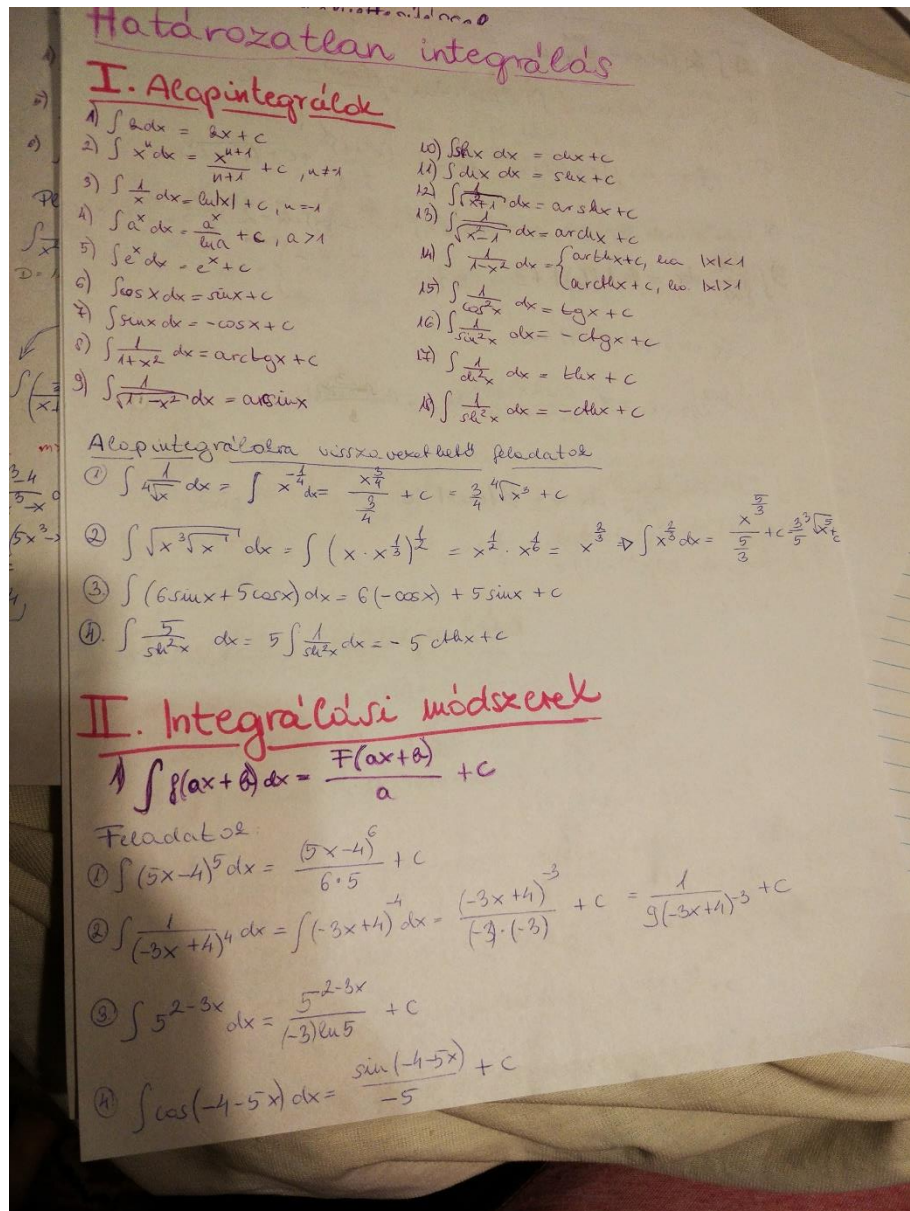 Határozatlan integrálás
I. Alapintegrálok
1) ∫ k dx = kx + c
2) ∫ xⁿ dx = x^(n+1)/(n+1) + c, n≠-1
3) ∫ 1/x dx = ln|x| + c, n=-1
4) ∫ a^x dx = a^x/ln a + c, a>1
5) ∫ e^x dx = e^x + c
6) ∫ cos x dx = sin x + c
7) ∫ sin x dx = -cos x + c
8) ∫ 1/(1+x²) dx = arctg x + c
9) ∫ 1/√(1-x²) dx = arcsin x
10) ∫ sh x dx = ch x + c
11) ∫ ch x dx = sh x + c
12) ∫ 1/√(x²+1) dx = arsh x + c
13) ∫ 1/√(x²-1) dx = arch x + c
14) ∫ 1/(1-x²) dx = { arth x + c, ha |x|<1
{ arcth x + c, ha |x|>1
15) ∫ 1/cos²x dx = tg x + c
16) ∫ 1/sin²x dx = -ctg x + c
17) ∫ 1/ch²x dx = th x + c
18) ∫ 1/sh²x dx = -cth x + c
Alapintegrálokra visszavezethető feladatok
① ∫ 1/⁴√x dx = ∫ x^(-1/4) dx = x^(3/4)/(3/4) + c = 3/4 ⁴√x³ + c
② ∫ √(x ³√x) dx = ∫ (x · x^(1/3))^(1/2) = x^(1/2) · x^(1/6) = x^(2/3) ⇒ ∫ x^(2/3) dx = x^(5/3)/(5/3) + c = 3/5 ³√x⁵ + c
③. ∫ (6 sin x + 5 cos x) dx = 6(-cos x) + 5 sin x + c
④. ∫ 5/sh²x dx = 5 ∫ 1/sh²x dx = -5 cth x + c
II. Integrálási módszerek
1) ∫ f(ax+b) dx = F(ax+b)/a + c
Feladatok
① ∫ (5x-4)⁵ dx = (5x-4)⁶/(6·5) + c
② ∫ 1/(-3x+4)⁴ dx = ∫ (-3x+4)^(-4) dx = (-3x+4)^(-3)/((-3)·(-3)) + c = 1/(9(-3x+4)^(-3)) + c
③ ∫ 5^(2-3x) dx = 5^(2-3x)/((-3) ln 5) + c
④ ∫ cos(-4-5x) dx = sin(-4-5x)/(-5) + c